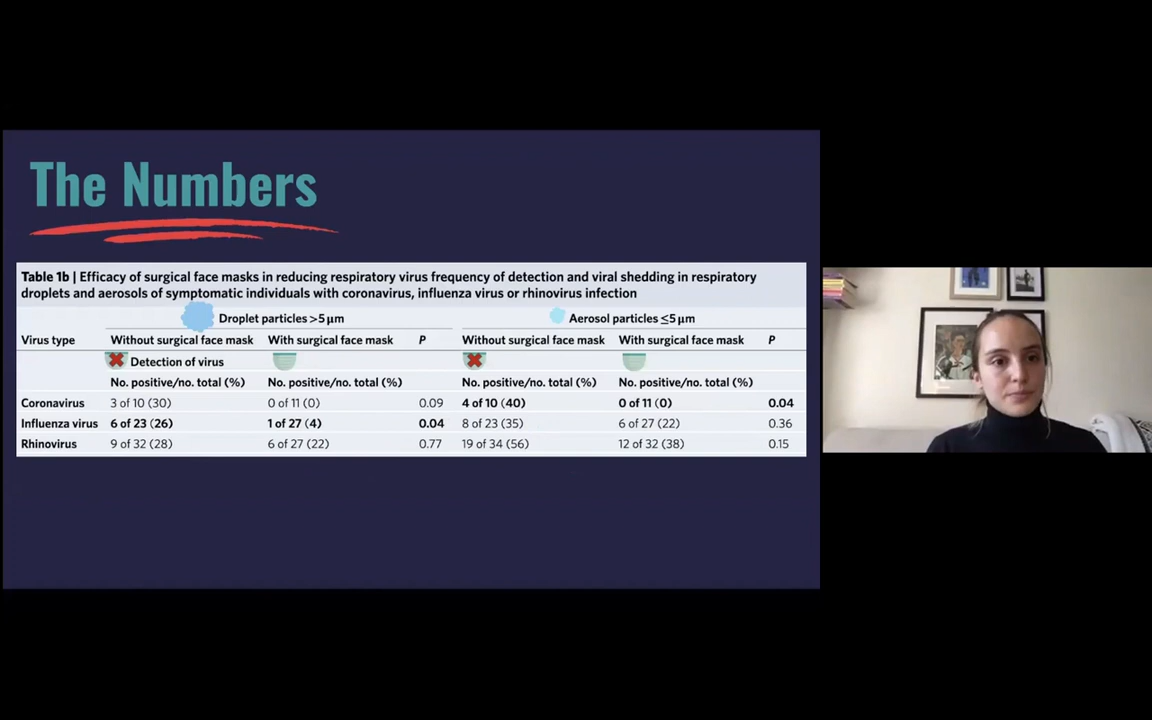 The Numbers
Table 1b | Efficacy of surgical face masks in reducing respiratory virus frequency of detection and viral shedding in respiratory
droplets and aerosols of symptomatic individuals with coronavirus, influenza virus or rhinovirus infection
Droplet particles >5 μm Aerosol particles ≤5 μm
Virus type Without surgical face mask With surgical face mask P Without surgical face mask With surgical face mask P
Detection of virus
No. positive/no. total (%) No. positive/no. total (%) No. positive/no. total (%) No. positive/no. total (%)
Coronavirus 3 of 10 (30) 0 of 11 (0) 0.09 4 of 10 (40) 0 of 11 (0) 0.04
Influenza virus 6 of 23 (26) 1 of 27 (4) 0.04 8 of 23 (35) 6 of 27 (22) 0.36
Rhinovirus 9 of 32 (28) 6 of 27 (22) 0.77 19 of 34 (56) 12 of 32 (38) 0.15